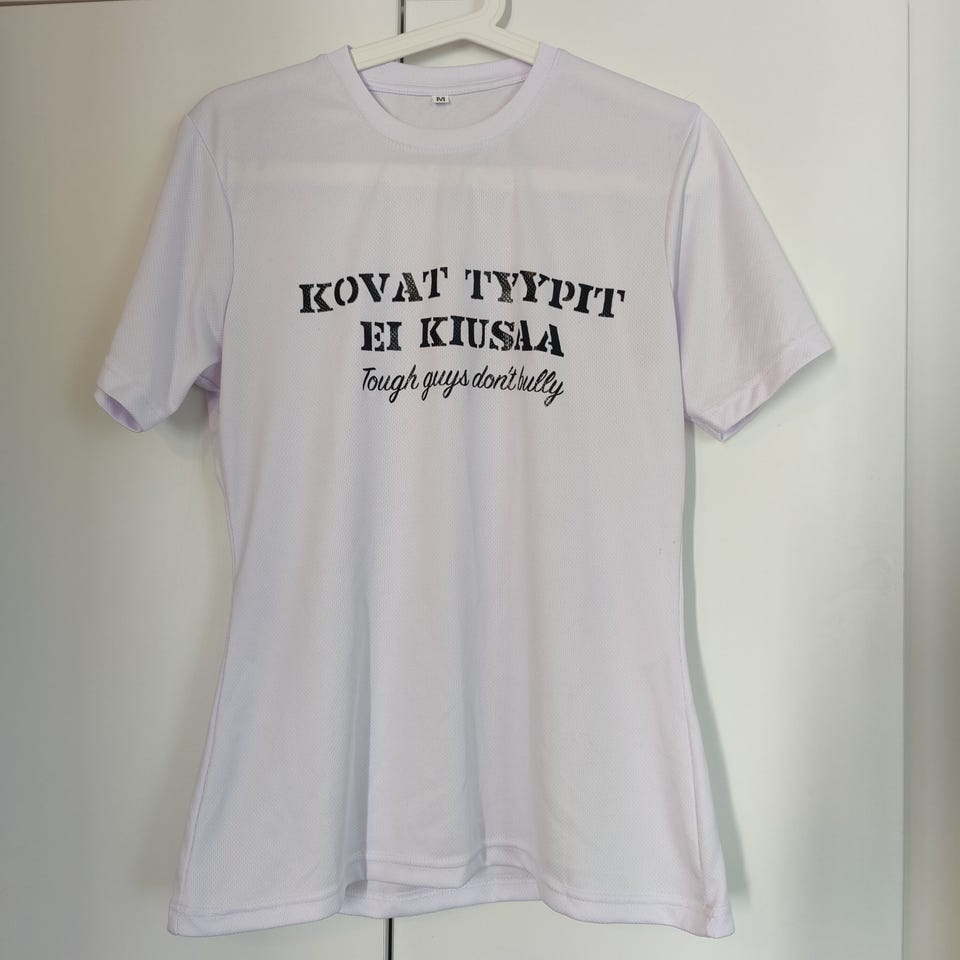 M
KOVAT TYYPIT
EI KIUSAA
Tough guys don't bully